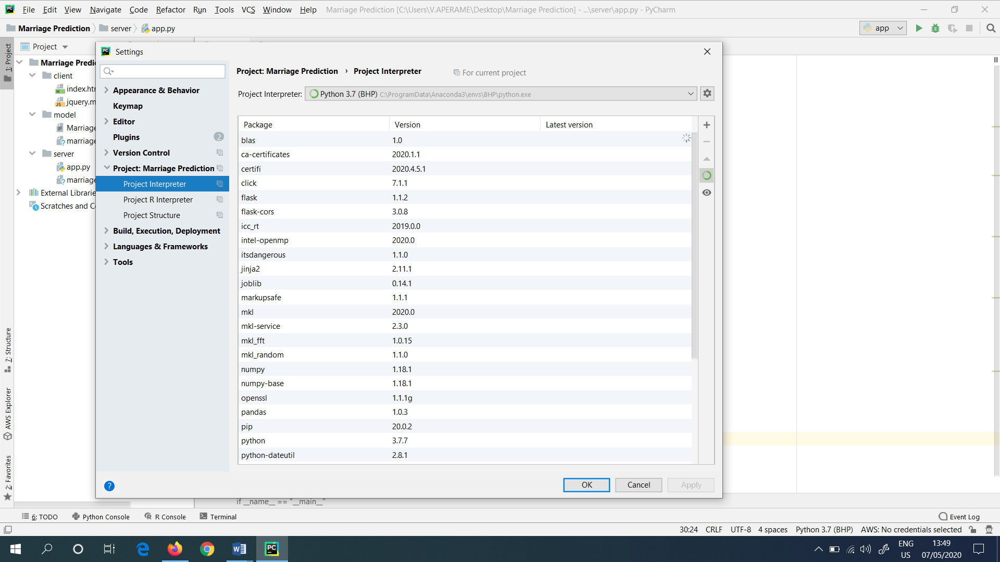 File Edit View Navigate Code Refactor Run Tools VCS Window Help Marriage Prediction [C:\Users\V.APERAME\Desktop\Marriage Prediction] - ...\server\app.py - PyCharm
Marriage Prediction server app.py app
1: Project
Project
Marriage Predi
client
index.htm
jquery.m
model
Marriage
marriage
server
app.py
marriage
External Librarie
Scratches and Co
7: Structure
AWS Explorer
2: Favorites
Settings
Appearance & Behavior
Keymap
Editor
Plugins 2
Version Control
Project: Marriage Prediction
Project Interpreter
Project R Interpreter
Project Structure
Build, Execution, Deployment
Languages & Frameworks
Tools
Project: Marriage Prediction › Project Interpreter For current project
Project Interpreter: Python 3.7 (BHP) C:\ProgramData\Anaconda3\envs\BHP\python.exe
Package Version Latest version
blas 1.0
ca-certificates 2020.1.1
certifi 2020.4.5.1
click 7.1.1
flask 1.1.2
flask-cors 3.0.8
icc_rt 2019.0.0
intel-openmp 2020.0
itsdangerous 1.1.0
jinja2 2.11.1
joblib 0.14.1
markupsafe 1.1.1
mkl 2020.0
mkl-service 2.3.0
mkl_fft 1.0.15
mkl_random 1.1.0
numpy 1.18.1
numpy-base 1.18.1
openssl 1.1.1g
pandas 1.0.3
pip 20.0.2
python 3.7.7
python-dateutil 2.8.1
? OK Cancel Apply
if __name__ == "__main__"
6: TODO Python Console R Console Terminal Event Log
30:24 CRLF UTF-8 4 spaces Python 3.7 (BHP) AWS: No credentials selected
ENG 13:49
US 07/05/2020